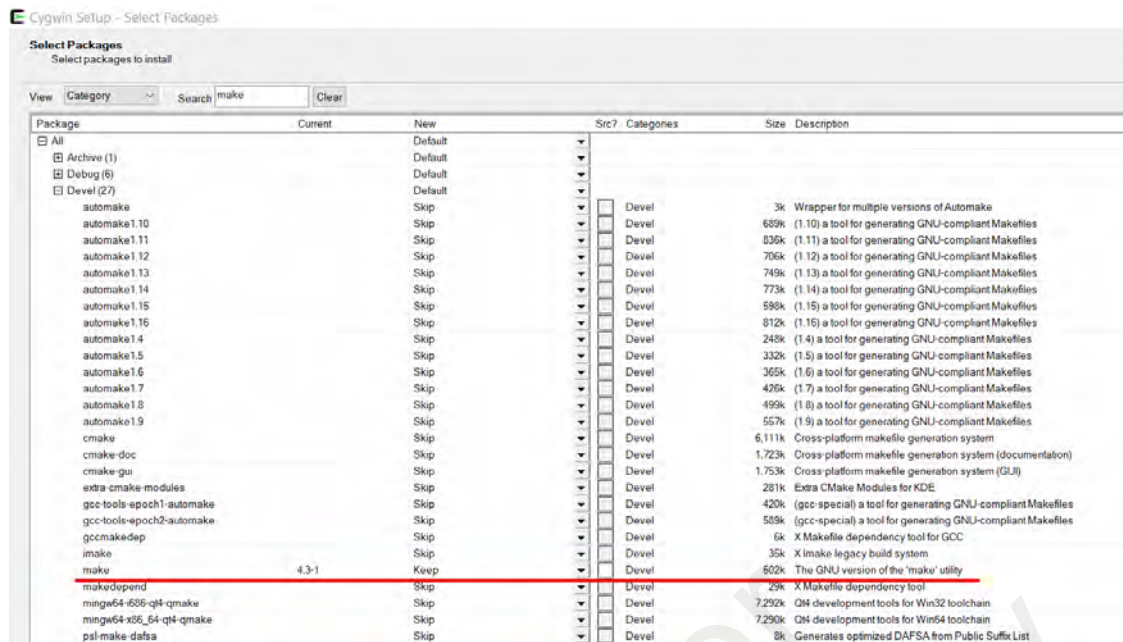 Cygwin Setup - Select Packages
Select Packages
Select packages to install
View Category Search make Clear
Package Current New Src? Categories Size Description
All Default
Archive (1) Default
Debug (6) Default
Devel (27) Default
automake Skip Devel 3k Wrapper for multiple versions of Automake
automake1.10 Skip Devel 689k (1.10) a tool for generating GNU-compliant Makefiles
automake1.11 Skip Devel 836k (1.11) a tool for generating GNU-compliant Makefiles
automake1.12 Skip Devel 706k (1.12) a tool for generating GNU-compliant Makefiles
automake1.13 Skip Devel 749k (1.13) a tool for generating GNU-compliant Makefiles
automake1.14 Skip Devel 773k (1.14) a tool for generating GNU-compliant Makefiles
automake1.15 Skip Devel 598k (1.15) a tool for generating GNU-compliant Makefiles
automake1.16 Skip Devel 812k (1.16) a tool for generating GNU-compliant Makefiles
automake1.4 Skip Devel 248k (1.4) a tool for generating GNU-compliant Makefiles
automake1.5 Skip Devel 332k (1.5) a tool for generating GNU-compliant Makefiles
automake1.6 Skip Devel 365k (1.6) a tool for generating GNU-compliant Makefiles
automake1.7 Skip Devel 426k (1.7) a tool for generating GNU-compliant Makefiles
automake1.8 Skip Devel 499k (1.8) a tool for generating GNU-compliant Makefiles
automake1.9 Skip Devel 557k (1.9) a tool for generating GNU-compliant Makefiles
cmake Skip Devel 6,111k Cross-platform makefile generation system
cmake-doc Skip Devel 1,723k Cross-platform makefile generation system (documentation)
cmake-gui Skip Devel 1,753k Cross-platform makefile generation system (GUI)
extra-cmake-modules Skip Devel 281k Extra CMake Modules for KDE
gcc-tools-epoch1-automake Skip Devel 420k (gcc-special) a tool for generating GNU-compliant Makefiles
gcc-tools-epoch2-automake Skip Devel 589k (gcc-special) a tool for generating GNU-compliant Makefiles
gccmakedep Skip Devel 6k X Makefile dependency tool for GCC
imake Skip Devel 35k X Imake legacy build system
make 4.3-1 Keep Devel 602k The GNU version of the 'make' utility
makedepend Skip Devel 29k X Makefile dependency tool
mingw64-i686-qt4-qmake Skip Devel 7,292k Qt4 development tools for Win32 toolchain
mingw64-x86_64-qt4-qmake Skip Devel 7,290k Qt4 development tools for Win64 toolchain
psl-make-dafsa Skip Devel 8k Generates optimized DAFSA from Public Suffix List